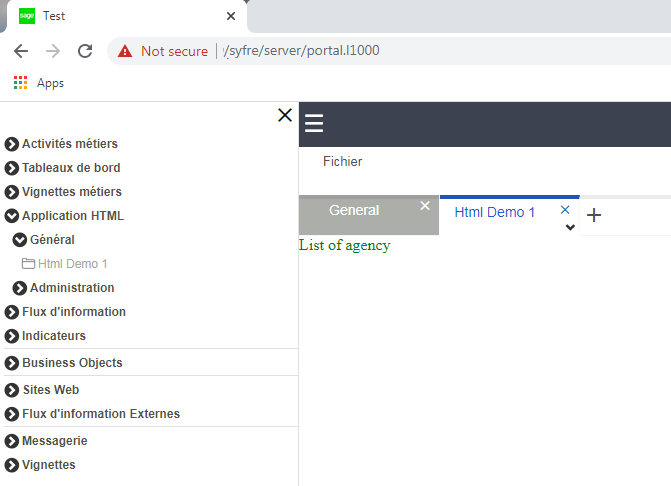 sage Test
Not secure /syfre/server/portal.l1000
Apps
Activités métiers
Tableaux de bord
Vignettes métiers
Application HTML
Général
Html Demo 1
Administration
Flux d'information
Indicateurs
Business Objects
Sites Web
Flux d'information Externes
Messagerie
Vignettes
Fichier
General
Html Demo 1
List of agency